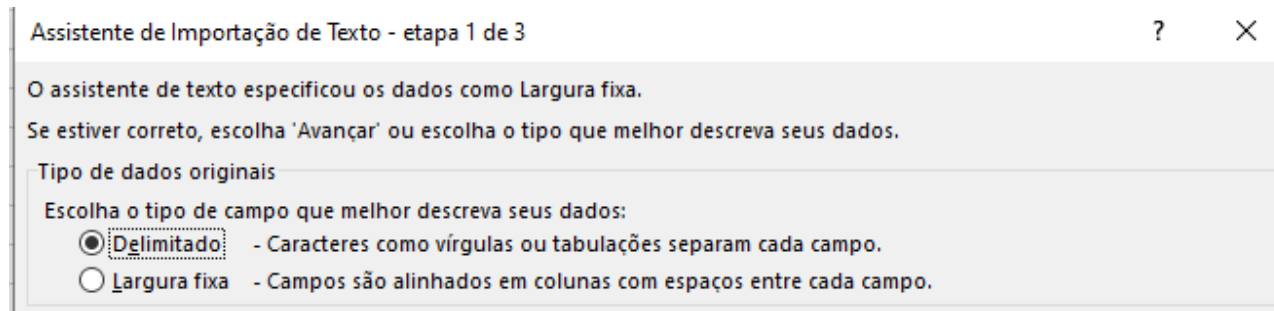 Assistente de Importação de Texto - etapa 1 de 3 ?
O assistente de texto especificou os dados como Largura fixa.
Se estiver correto, escolha 'Avançar' ou escolha o tipo que melhor descreva seus dados.
Tipo de dados originais
Escolha o tipo de campo que melhor descreva seus dados:
Delimitado - Caracteres como vírgulas ou tabulações separam cada campo.
Largura fixa - Campos são alinhados em colunas com espaços entre cada campo.